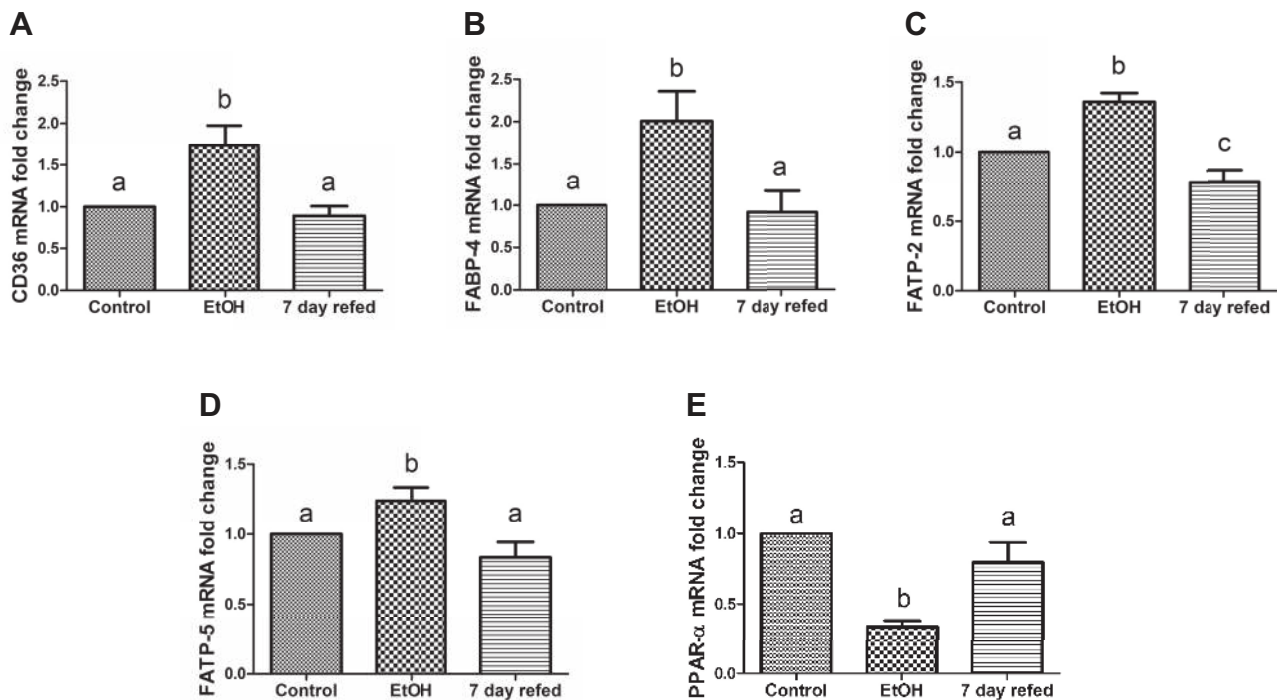 A
CD36 mRNA fold change
2.5
2.0
1.5
1.0
0.5
0.0
a
b
a
Control
EtOH
7 day refed
B
FABP-4 mRNA fold change
2.5
2.0
1.5
1.0
0.5
0.0
a
b
a
Control
EtOH
7 day refed
C
FATP-2 mRNA fold change
1.5
1.0
0.5
0.0
a
b
c
Control
EtOH
7 day refed
D
FATP-5 mRNA fold change
1.5
1.0
0.5
0.0
a
b
a
Control
EtOH
7 day refed
E
PPAR-α mRNA fold change
1.5
1.0
0.5
0.0
a
b
a
Control
EtOH
7 day refed